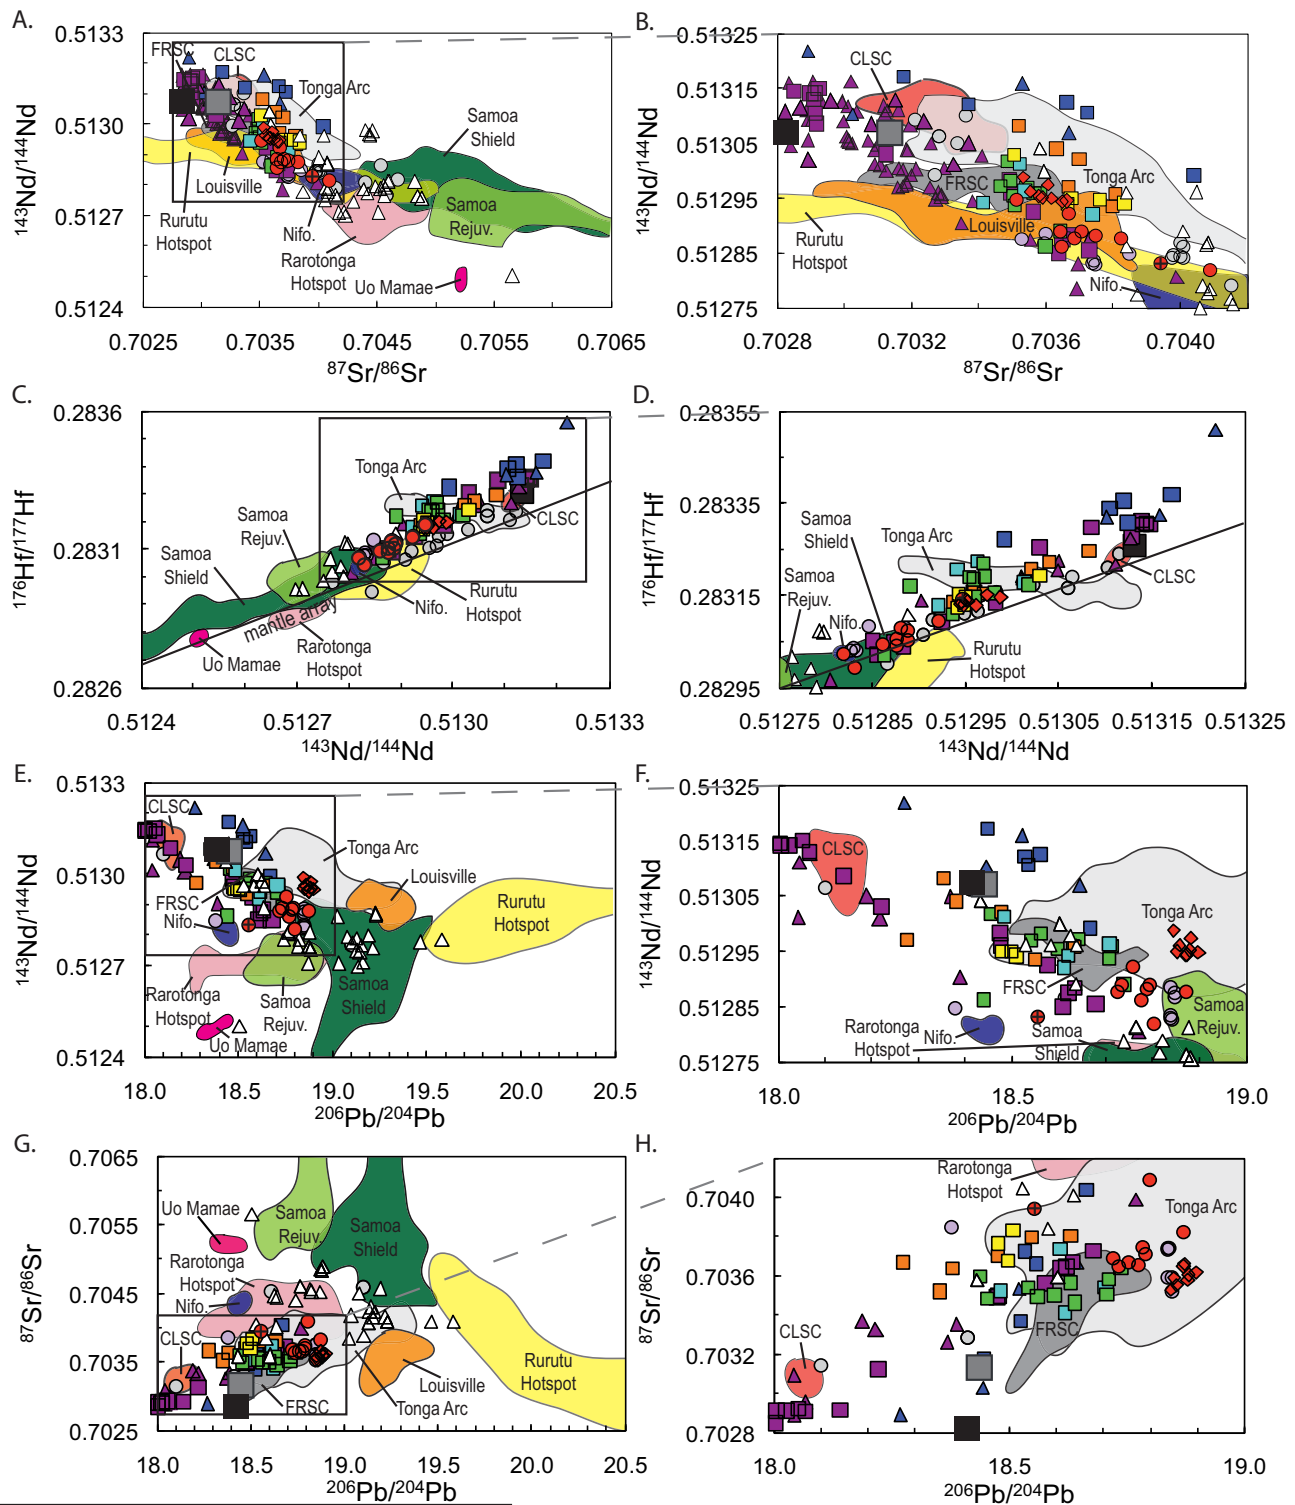 A.
0.5133
0.5130
0.5127
0.5124
143Nd/144Nd
FRSC
CLSC
Tonga Arc
Samoa
Shield
Louisville
Rurutu
Hotspot
Nifo.
Samoa
Rejuv.
Rarotonga
Hotspot
Uo Mamae
0.7025
0.7035
0.7045
0.7055
0.7065
87Sr/86Sr
B.
0.51325
0.51315
0.51305
0.51295
0.51285
0.51275
143Nd/144Nd
CLSC
FRSC
Tonga Arc
Louisville
Rurutu
Hotspot
Nifo.
0.7028
0.7032
0.7036
0.7040
87Sr/86Sr
C.
0.2836
0.2831
0.2826
176Hf/177Hf
Tonga Arc
Samoa
Rejuv.
CLSC
Samoa
Shield
Nifo.
Rurutu
Hotspot
mantle array
Uo Mamae
Rarotonga
Hotspot
0.5124
0.5127
0.5130
0.5133
143Nd/144Nd
D.
0.28355
0.28335
0.28315
0.28295
176Hf/177Hf
Samoa
Shield
Tonga Arc
CLSC
Samoa
Rejuv.
Nifo.
Rurutu
Hotspot
0.51275
0.51285
0.51295
0.51305
0.51315
0.51325
143Nd/144Nd
E.
0.5133
0.5130
0.5127
0.5124
143Nd/144Nd
CLSC
Tonga Arc
Louisville
FRSC
Nifo.
Rurutu
Hotspot
Rarotonga
Hotspot
Samoa
Rejuv.
Samoa
Shield
Uo Mamae
18.0
18.5
19.0
19.5
20.0
20.5
206Pb/204Pb
F.
0.51325
0.51315
0.51305
0.51295
0.51285
0.51275
143Nd/144Nd
CLSC
Tonga Arc
FRSC
Rarotonga
Hotspot
Nifo.
Samoa
Shield
Samoa
Rejuv.
18.0
18.5
19.0
206Pb/204Pb
G.
0.7065
0.7055
0.7045
0.7035
0.7025
87Sr/86Sr
Uo Mamae
Samoa
Rejuv.
Samoa
Shield
Rarotonga
Hotspot
Nifo.
CLSC
Rurutu
Hotspot
Louisville
FRSC
Tonga Arc
18.0
18.5
19.0
19.5
20.0
20.5
206Pb/204Pb
H.
0.7040
0.7036
0.7032
0.7028
87Sr/86Sr
Rarotonga
Hotspot
Tonga Arc
FRSC
CLSC
18.0
18.5
19.0
206Pb/204Pb